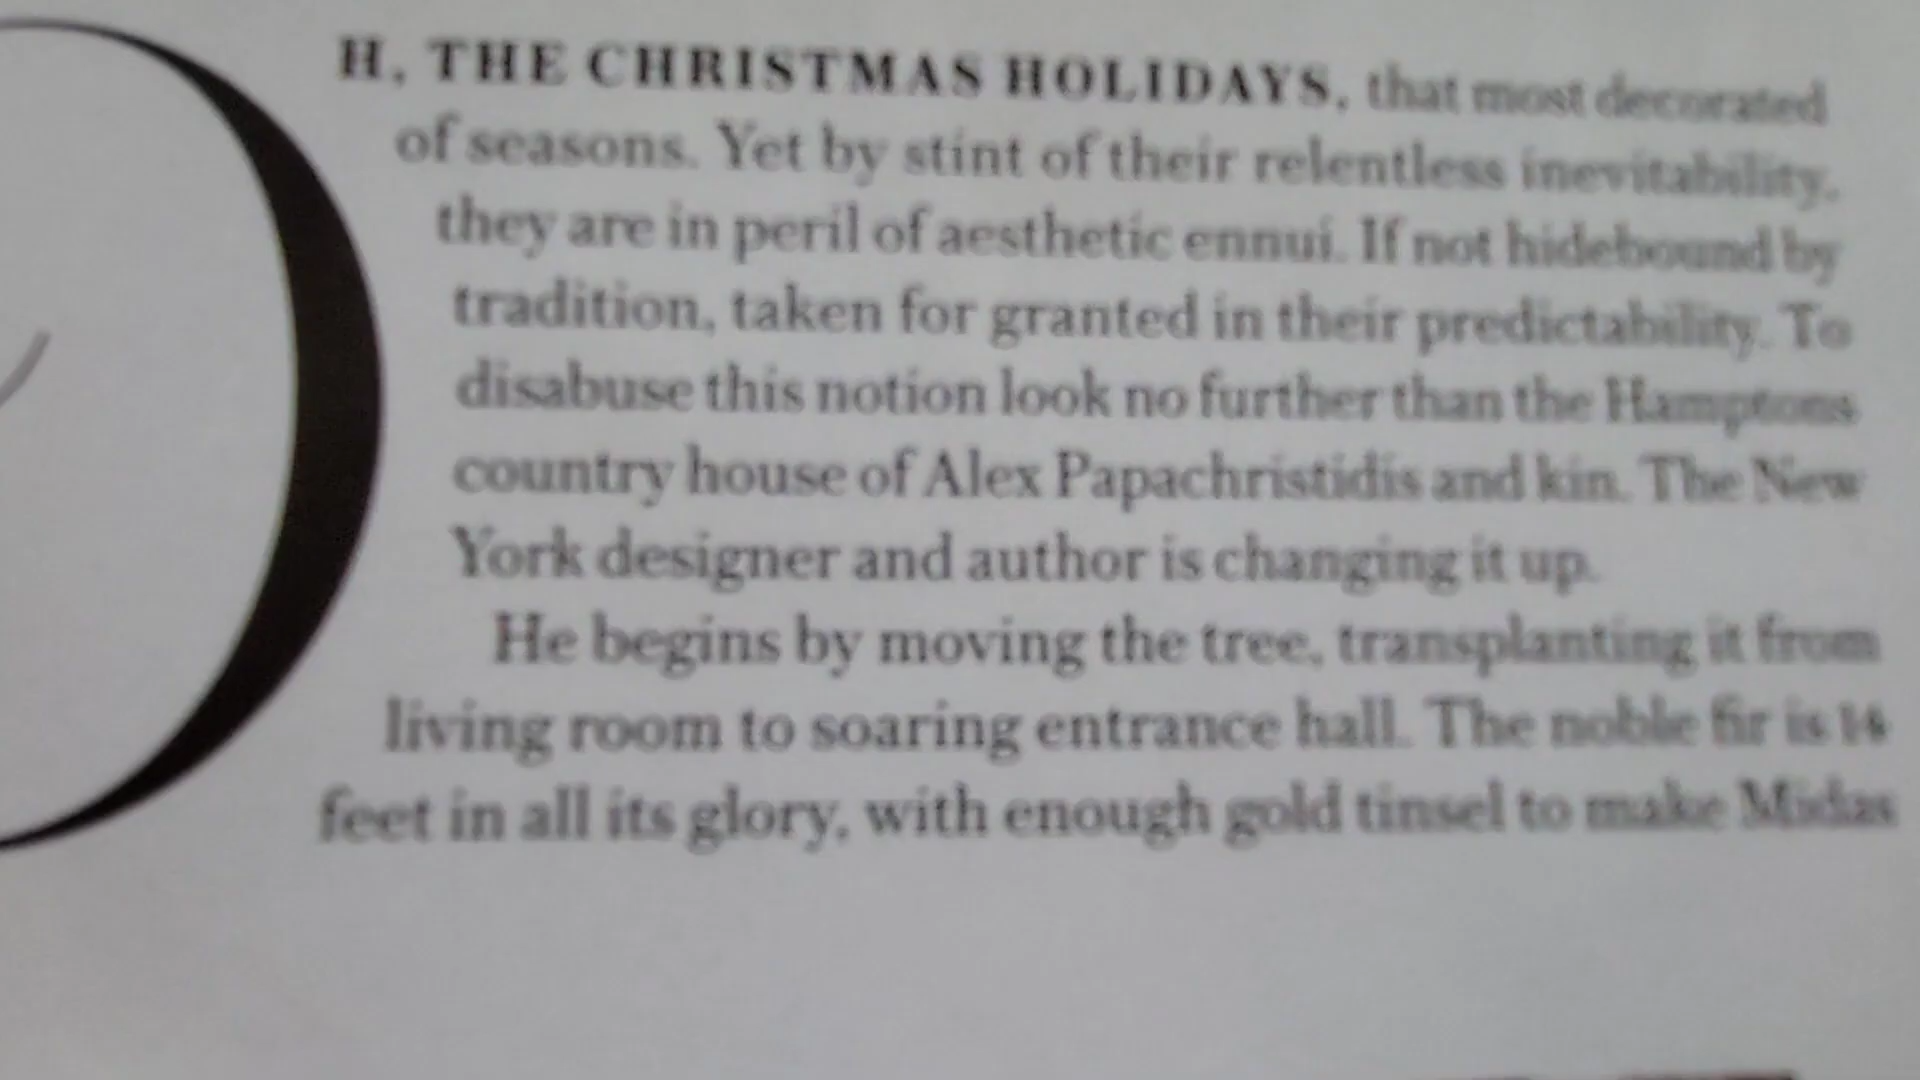 OH, THE CHRISTMAS HOLIDAYS, that most decorated
of seasons. Yet by stint of their relentless inevitability,
they are in peril of aesthetic ennui. If not hidebound by
tradition, taken for granted in their predictability. To
disabuse this notion look no further than the Hamptons
country house of Alex Papachristidis and kin. The New
York designer and author is changing it up.
He begins by moving the tree, transplanting it from
living room to soaring entrance hall. The noble fir is
feet in all its glory, with enough gold tinsel to make Midas